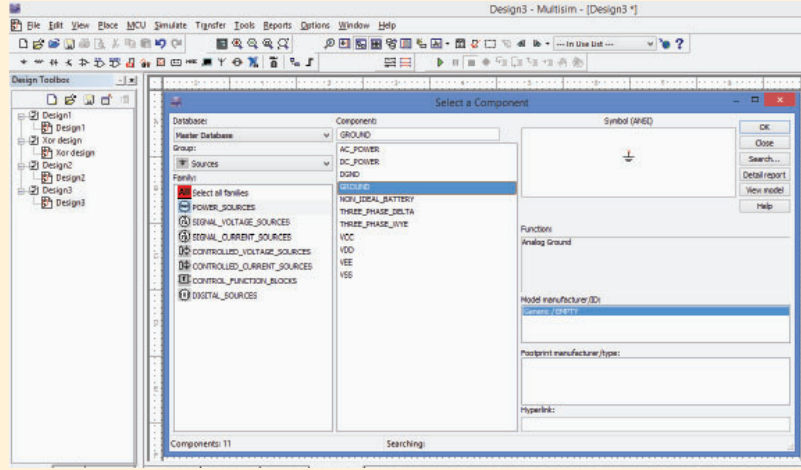 Design3 - Multisim - [Design3 *]
File Edit View Place MCU Simulate Transfer Tools Reports Options Window Help
--- In Use List ---
Design Toolbox
Design1
Design1
Xor design
Xor design
Design2
Design2
Design3
Design3
Select a Component
Database:
Master Database
Group:
Sources
Family:
All Select all families
POWER_SOURCES
SIGNAL_VOLTAGE_SOURCES
SIGNAL_CURRENT_SOURCES
CONTROLLED_VOLTAGE_SOURCES
CONTROLLED_CURRENT_SOURCES
CONTROL_FUNCTION_BLOCKS
DIGITAL_SOURCES
Component:
GROUND
AC_POWER
DC_POWER
DGND
GROUND
NON_IDEAL_BATTERY
THREE_PHASE_DELTA
THREE_PHASE_WYE
VCC
VDD
VEE
VSS
Symbol (ANSI)
OK
Close
Search...
Detail report
View model
Help
Function:
Analog Ground
Model manufacturer/ID:
Generic / EMPTY
Footprint manufacturer/type:
Hyperlink:
Components: 11
Searching: